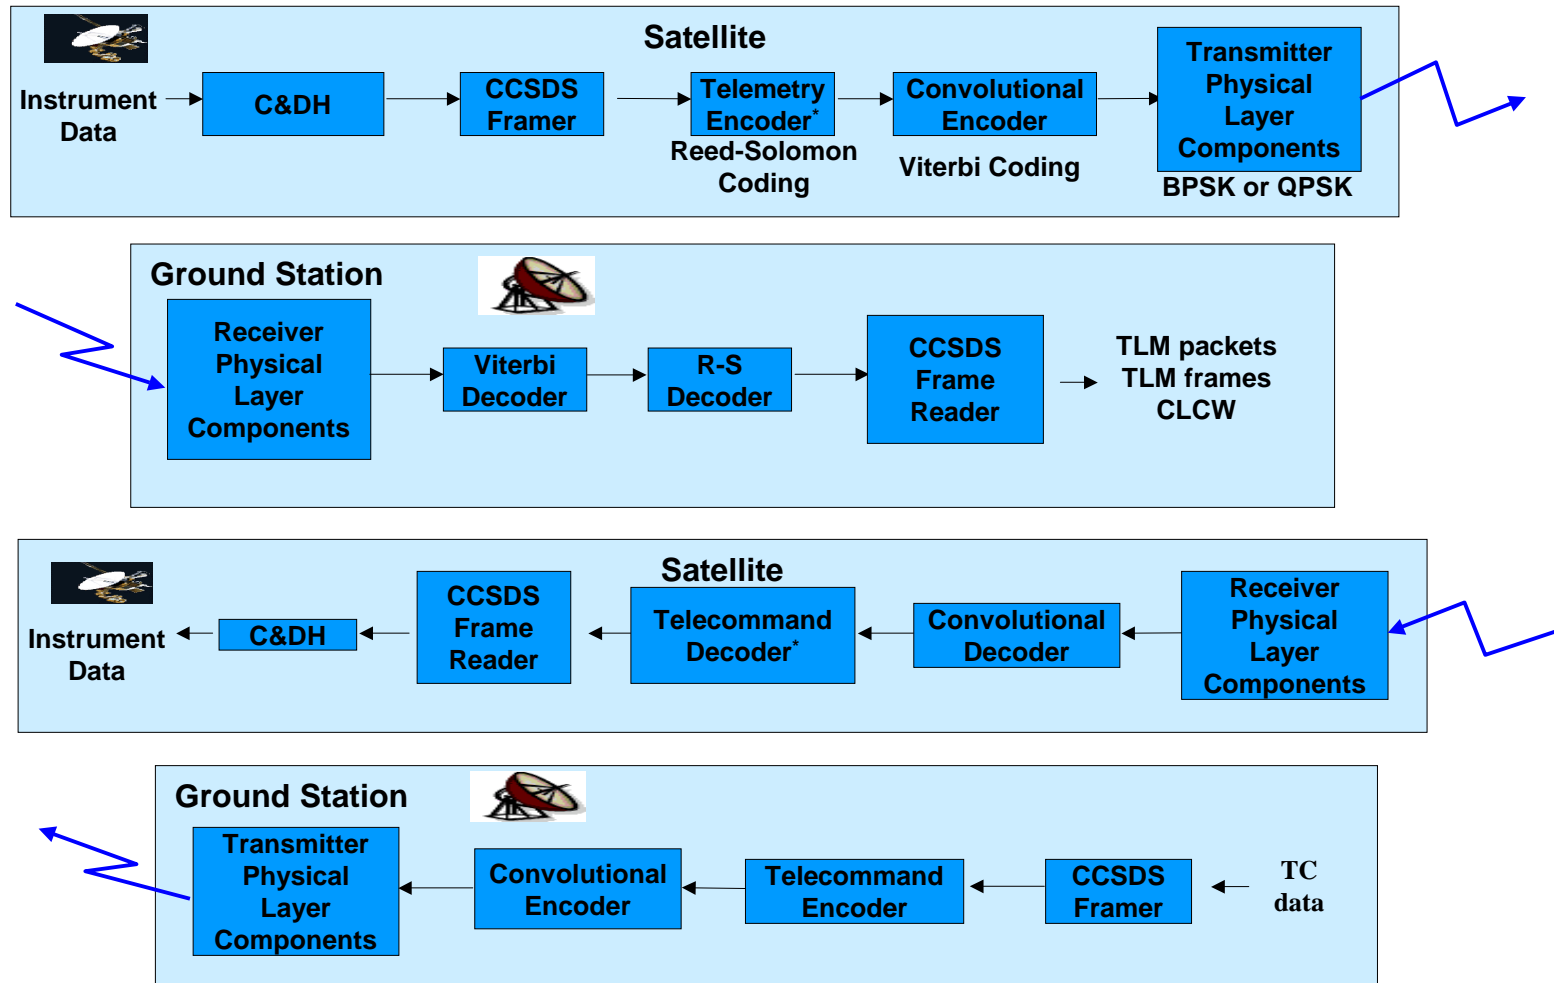 Satellite
Instrument
Data
C&DH
CCSDS
Framer
Telemetry
Encoder*
Reed-Solomon
Coding
Convolutional
Encoder
Viterbi Coding
Transmitter
Physical
Layer
Components
BPSK or QPSK
Ground Station
Receiver
Physical
Layer
Components
Viterbi
Decoder
R-S
Decoder
CCSDS
Frame
Reader
TLM packets
TLM frames
CLCW
Satellite
Instrument
Data
C&DH
CCSDS
Frame
Reader
Telecommand
Decoder*
Convolutional
Decoder
Receiver
Physical
Layer
Components
Ground Station
Transmitter
Physical
Layer
Components
Convolutional
Encoder
Telecommand
Encoder
CCSDS
Framer
TC
data